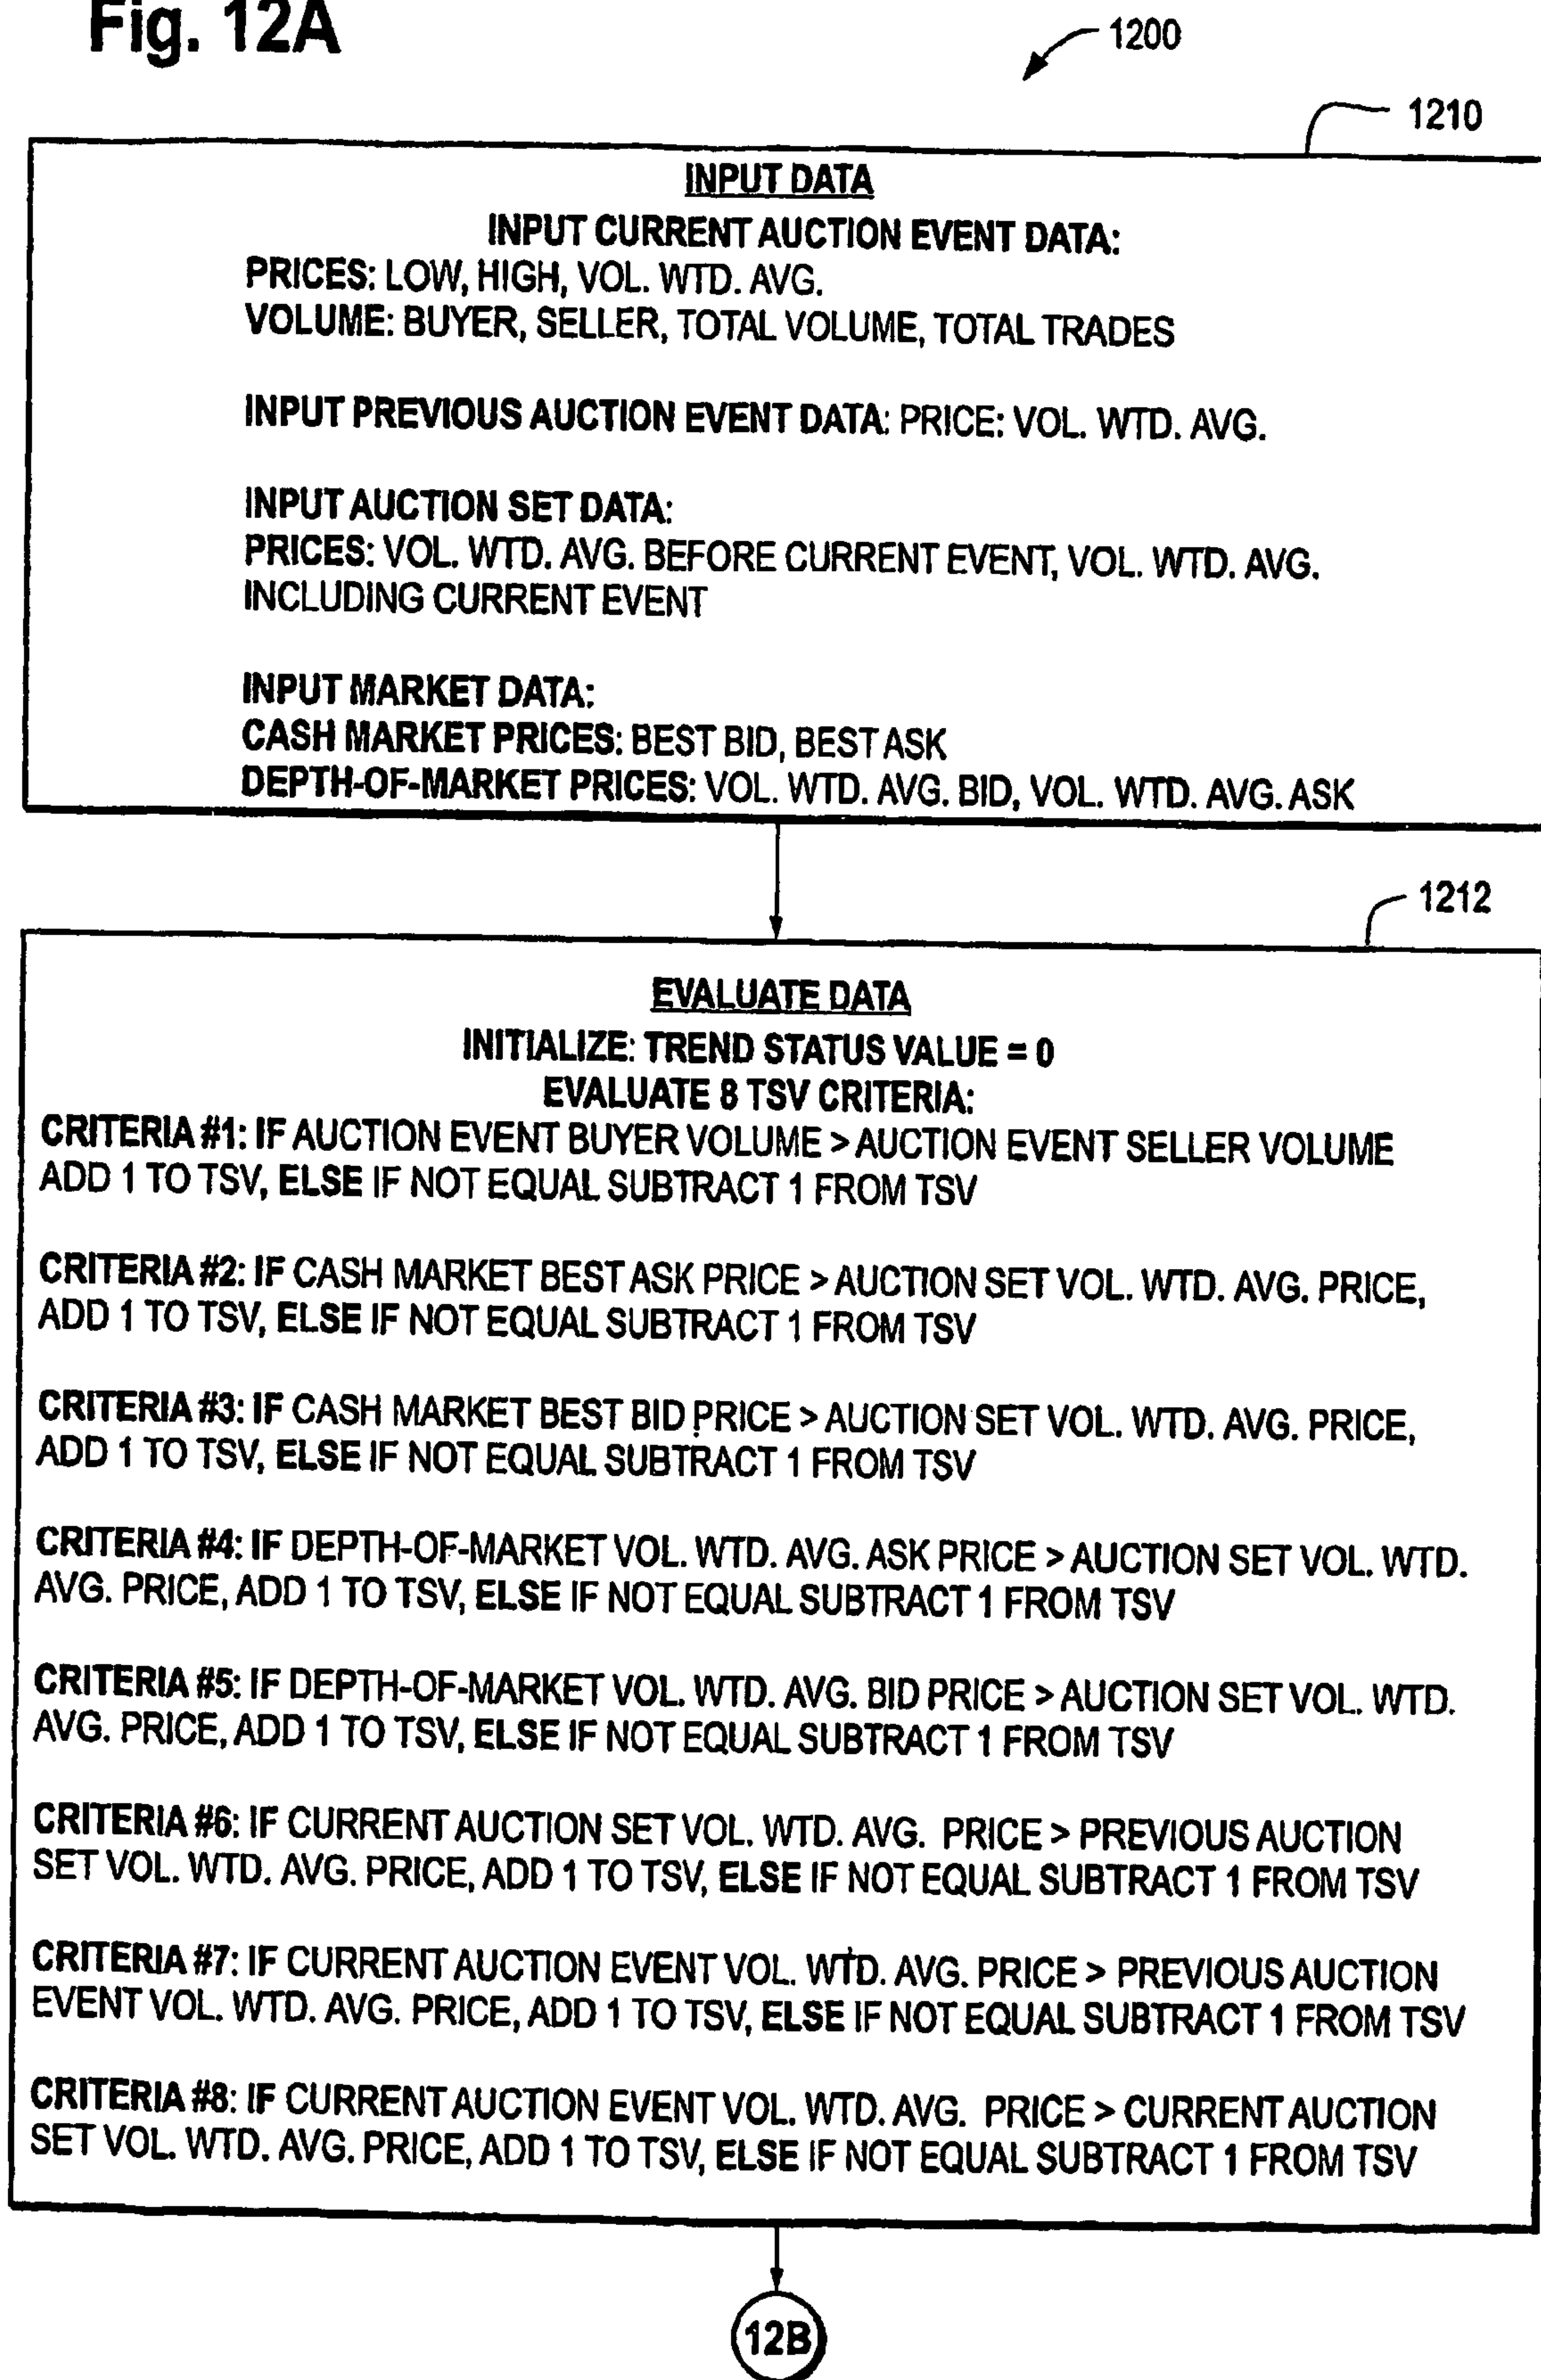 Fig. 12A
1200
1210
INPUT DATA
INPUT CURRENT AUCTION EVENT DATA:
PRICES: LOW, HIGH, VOL. WTD. AVG.
VOLUME: BUYER, SELLER, TOTAL VOLUME, TOTAL TRADES
INPUT PREVIOUS AUCTION EVENT DATA: PRICE: VOL. WTD. AVG.
INPUT AUCTION SET DATA:
PRICES: VOL. WTD. AVG. BEFORE CURRENT EVENT, VOL. WTD. AVG.
INCLUDING CURRENT EVENT
INPUT MARKET DATA:
CASH MARKET PRICES: BEST BID, BEST ASK
DEPTH-OF-MARKET PRICES: VOL. WTD. AVG. BID, VOL. WTD. AVG. ASK
1212
EVALUATE DATA
INITIALIZE: TREND STATUS VALUE = 0
EVALUATE 8 TSV CRITERIA:
CRITERIA #1: IF AUCTION EVENT BUYER VOLUME > AUCTION EVENT SELLER VOLUME
ADD 1 TO TSV, ELSE IF NOT EQUAL SUBTRACT 1 FROM TSV
CRITERIA #2: IF CASH MARKET BEST ASK PRICE > AUCTION SET VOL. WTD. AVG. PRICE,
ADD 1 TO TSV, ELSE IF NOT EQUAL SUBTRACT 1 FROM TSV
CRITERIA #3: IF CASH MARKET BEST BID PRICE > AUCTION SET VOL. WTD. AVG. PRICE,
ADD 1 TO TSV, ELSE IF NOT EQUAL SUBTRACT 1 FROM TSV
CRITERIA #4: IF DEPTH-OF-MARKET VOL. WTD. AVG. ASK PRICE > AUCTION SET VOL. WTD.
AVG. PRICE, ADD 1 TO TSV, ELSE IF NOT EQUAL SUBTRACT 1 FROM TSV
CRITERIA #5: IF DEPTH-OF-MARKET VOL. WTD. AVG. BID PRICE > AUCTION SET VOL. WTD.
AVG. PRICE, ADD 1 TO TSV, ELSE IF NOT EQUAL SUBTRACT 1 FROM TSV
CRITERIA #6: IF CURRENT AUCTION SET VOL. WTD. AVG. PRICE > PREVIOUS AUCTION
SET VOL. WTD. AVG. PRICE, ADD 1 TO TSV, ELSE IF NOT EQUAL SUBTRACT 1 FROM TSV
CRITERIA #7: IF CURRENT AUCTION EVENT VOL. WTD. AVG. PRICE > PREVIOUS AUCTION
EVENT VOL. WTD. AVG. PRICE, ADD 1 TO TSV, ELSE IF NOT EQUAL SUBTRACT 1 FROM TSV
CRITERIA #8: IF CURRENT AUCTION EVENT VOL. WTD. AVG. PRICE > CURRENT AUCTION
SET VOL. WTD. AVG. PRICE, ADD 1 TO TSV, ELSE IF NOT EQUAL SUBTRACT 1 FROM TSV
12B